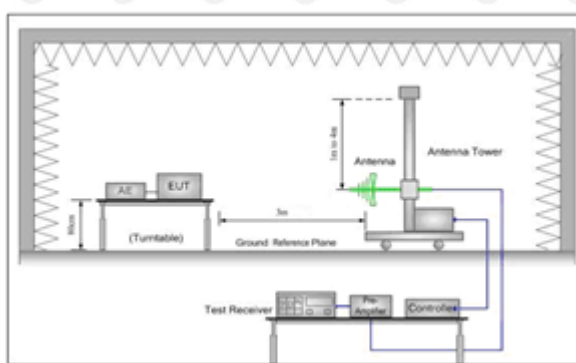 1m to 4m
Antenna
Antenna Tower
AE
EUT
80cm
(Turntable)
3m
Ground Reference Plane
Test Receiver
Pre-
Amplifier
Controller